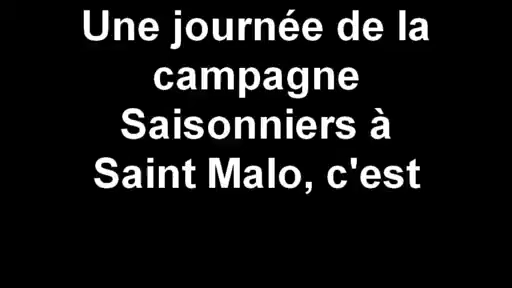 Une journée de la
campagne
Saisonniers à
Saint Malo, c'est